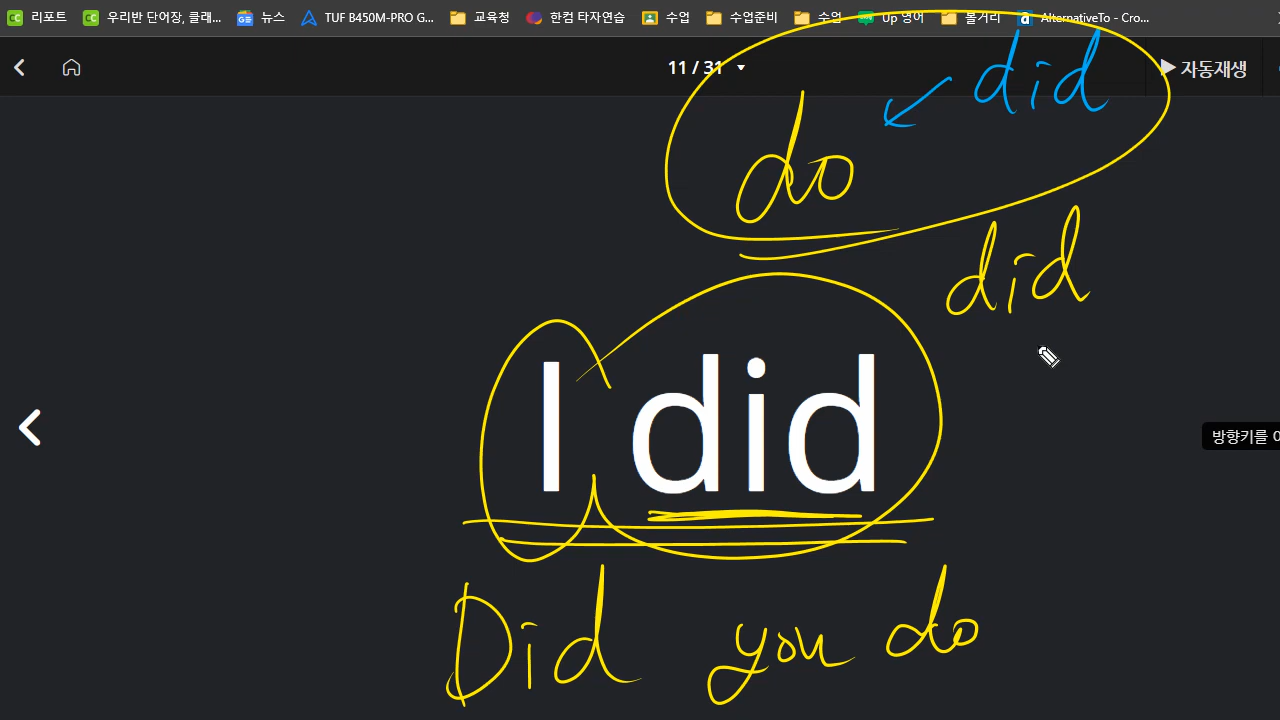 리포트 우리반 단어장, 클래... 뉴스 TUF B450M-PRO G... 교육청 한컴 타자연습 수업 수업준비 수업 Up 영어 볼거리 AlternativeTo - Cro...
11 / 31 자동재생
did
do
did
I did
방향키를
Did you do